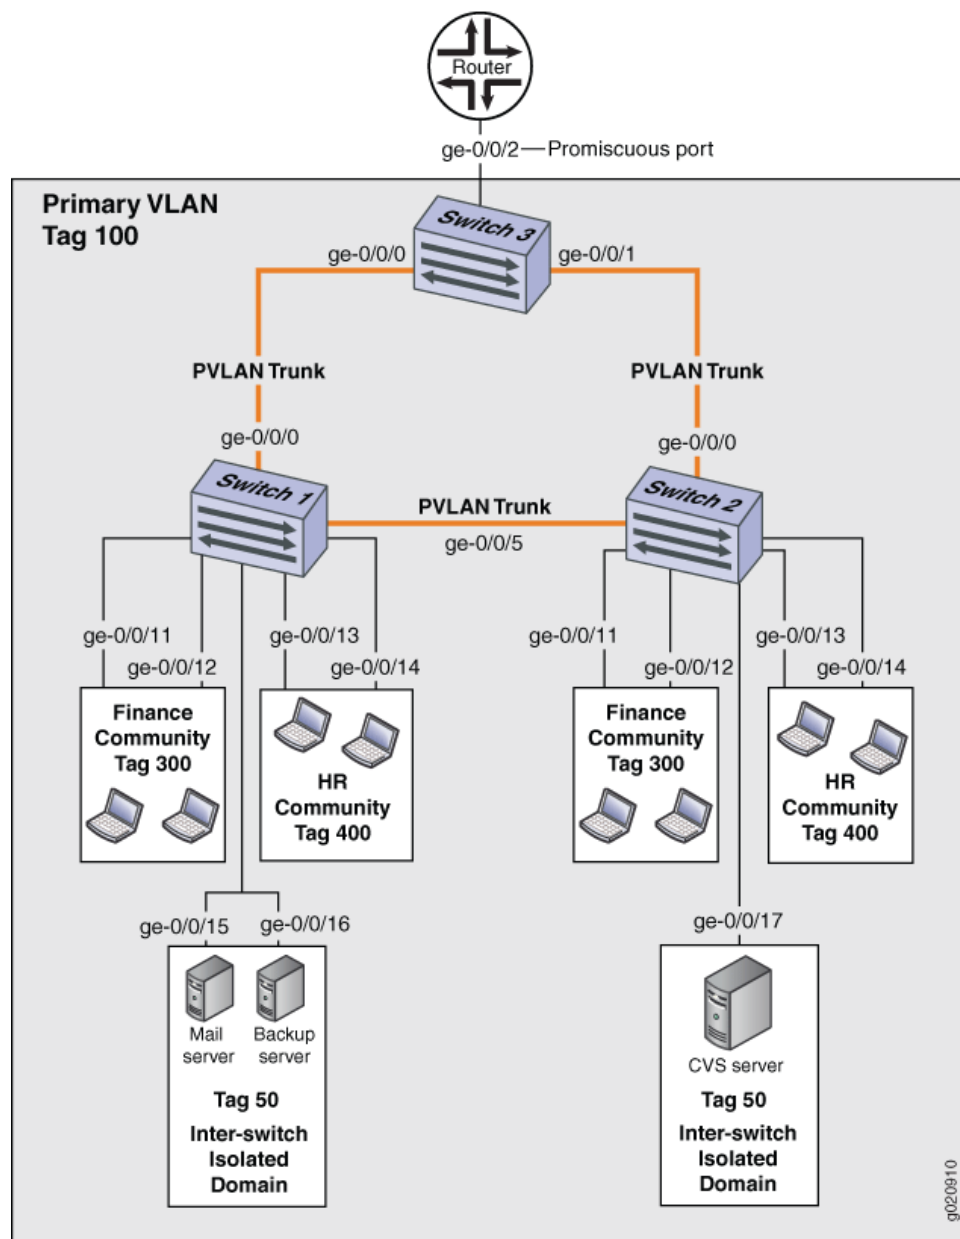 Router
ge-0/0/2
Promiscuous port
Primary VLAN
Tag 100
Switch 3
ge-0/0/0
ge-0/0/1
PVLAN Trunk
PVLAN Trunk
ge-0/0/0
ge-0/0/0
Switch 1
Switch 2
PVLAN Trunk
ge-0/0/5
ge-0/0/11
ge-0/0/12
ge-0/0/13
ge-0/0/14
ge-0/0/11
ge-0/0/12
ge-0/0/13
ge-0/0/14
Finance
Community
Tag 300
HR
Community
Tag 400
Finance
Community
Tag 300
HR
Community
Tag 400
ge-0/0/15
ge-0/0/16
ge-0/0/17
Mail
server
Backup
server
Tag 50
Inter-switch
Isolated
Domain
CVS server
Tag 50
Inter-switch
Isolated
Domain
g020910